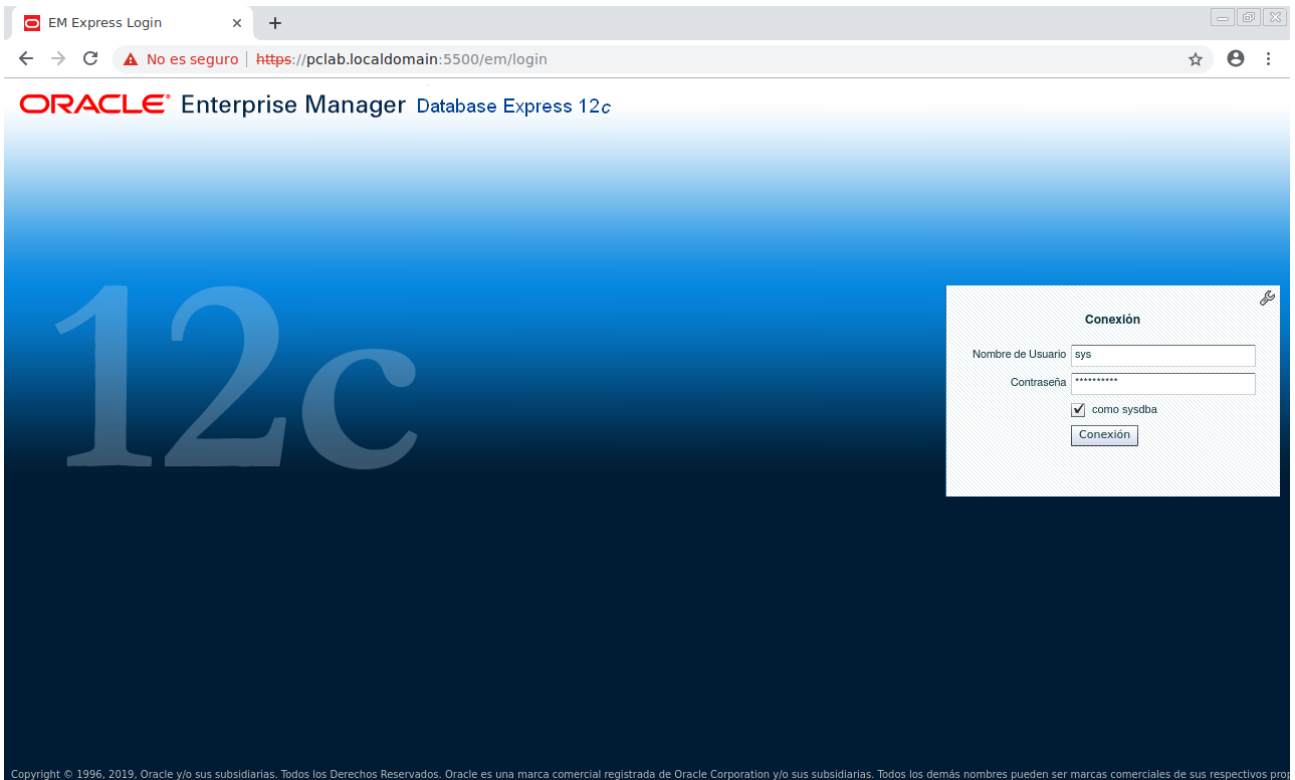 EM Express Login
No es seguro | https://pclab.localdomain:5500/em/login
ORACLE® Enterprise Manager Database Express 12c
12c
Conexión
Nombre de Usuario sys
Contraseña **********
como sysdba
Conexión
Copyright © 1996, 2019, Oracle y/o sus subsidiarias. Todos los Derechos Reservados. Oracle es una marca comercial registrada de Oracle Corporation y/o sus subsidiarias. Todos los demás nombres pueden ser marcas comerciales de sus respectivos